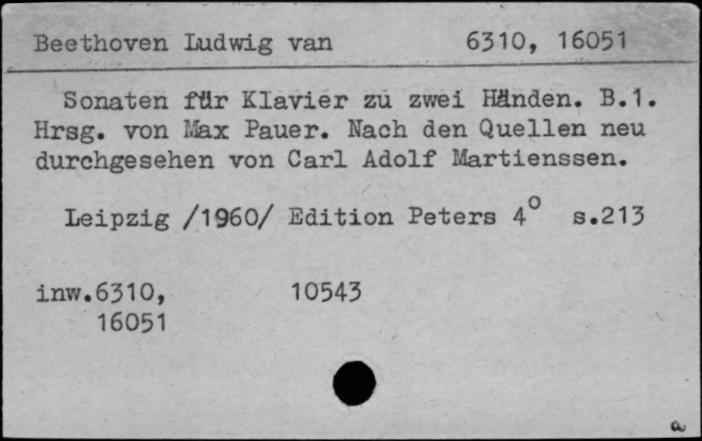 Beethoven Ludwig van 6310, 16051
Sonaten für Klavier zu zwei Händen. B.1.
Hrsg. von Max Pauer. Nach den Quellen neu
durchgesehen von Carl Adolf Martienssen.
Leipzig /1960/ Edition Peters 4° s.213
inw.6310, 10543
16051
a